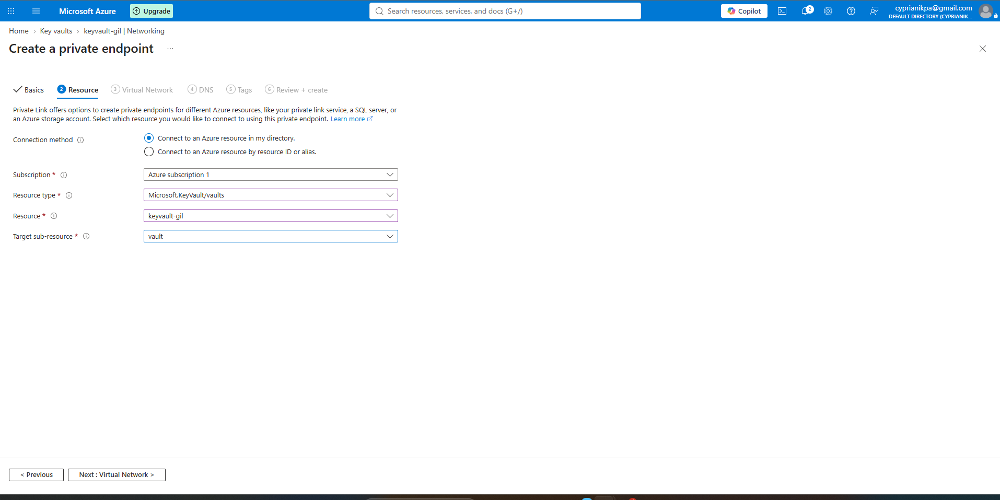 Microsoft Azure
Upgrade
Search resources, services, and docs (G+/)
Copilot
2
cyprianikpa@gmail.com
DEFAULT DIRECTORY (CYPRIANIK...
Home > Key vaults > keyvault-gil | Networking
Create a private endpoint ...
Basics 2 Resource 3 Virtual Network 4 DNS 5 Tags 6 Review + create
Private Link offers options to create private endpoints for different Azure resources, like your private link service, a SQL server, or
an Azure storage account. Select which resource you would like to connect to using this private endpoint. Learn more
Connection method
Connect to an Azure resource in my directory.
Connect to an Azure resource by resource ID or alias.
Subscription * Azure subscription 1
Resource type * Microsoft.KeyVault/vaults
Resource * keyvault-gil
Target sub-resource * vault
< Previous Next : Virtual Network >